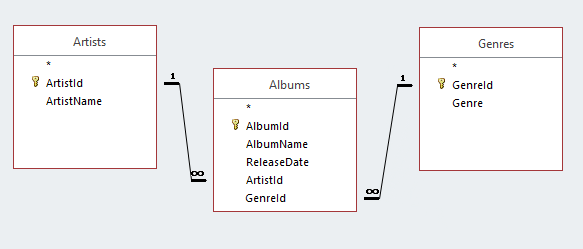 Artists
*
ArtistId
ArtistName
1
∞
Albums
*
AlbumId
AlbumName
ReleaseDate
ArtistId
GenreId
1
∞
Genres
*
GenreId
Genre